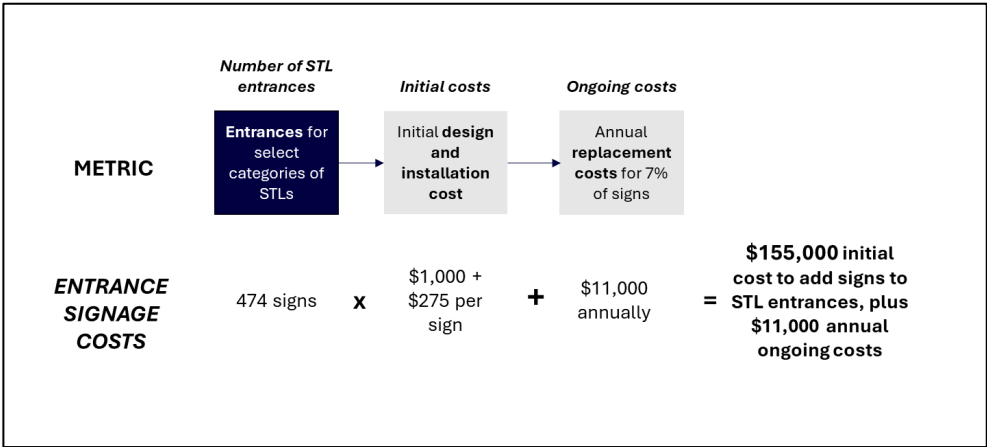 Number of STL
entrances
Initial costs
Ongoing costs
METRIC
Entrances for
select
categories of
STLs
Initial design
and
installation
cost
Annual
replacement
costs for 7%
of signs
ENTRANCE
SIGNAGE
COSTS
474 signs
x
$1,000 +
$275 per
sign
+
$11,000
annually
=
$155,000 initial
cost to add signs to
STL entrances, plus
$11,000 annual
ongoing costs